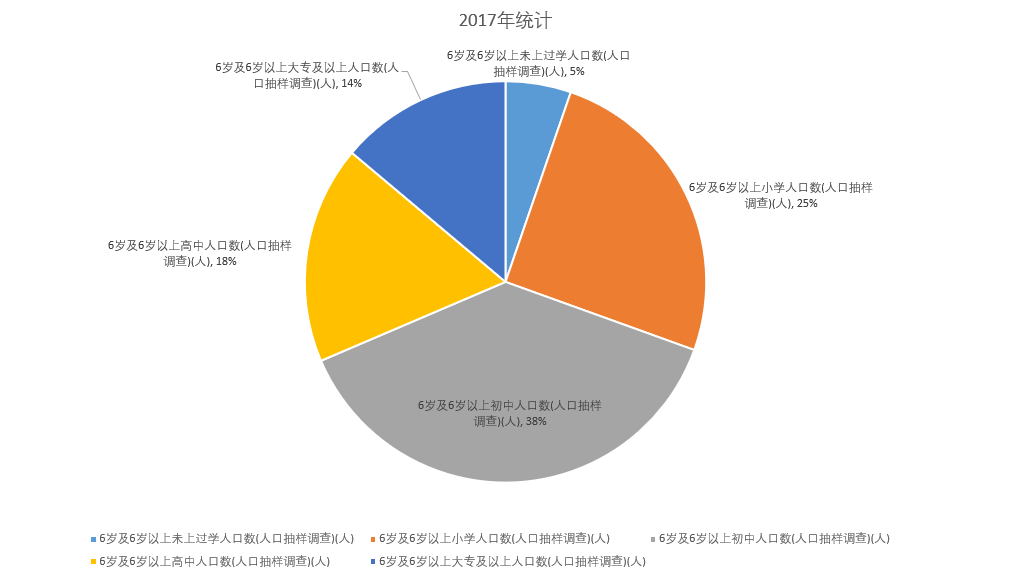 2017年统计
6岁及6岁以上未上过学人口数(人口
抽样调查)(人), 5%
6岁及6岁以上大专及以上人口数(人
口抽样调查)(人), 14%
6岁及6岁以上小学人口数(人口抽样
调查)(人), 25%
6岁及6岁以上高中人口数(人口抽样
调查)(人), 18%
6岁及6岁以上初中人口数(人口抽样
调查)(人), 38%
6岁及6岁以上未上过学人口数(人口抽样调查)(人)
6岁及6岁以上小学人口数(人口抽样调查)(人)
6岁及6岁以上初中人口数(人口抽样调查)(人)
6岁及6岁以上高中人口数(人口抽样调查)(人)
6岁及6岁以上大专及以上人口数(人口抽样调查)(人)